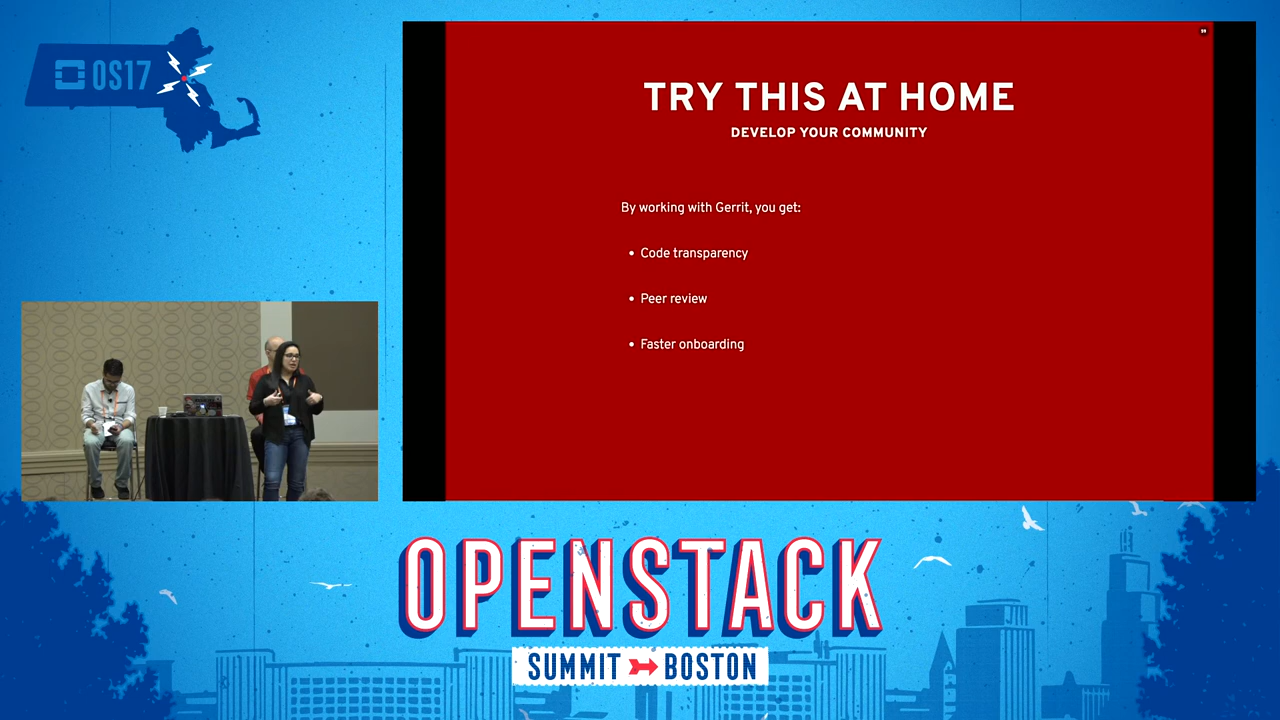 OS17
TRY THIS AT HOME
DEVELOP YOUR COMMUNITY
By working with Gerrit, you get:
• Code transparency
• Peer review
• Faster onboarding
OPENSTACK
SUMMIT BOSTON